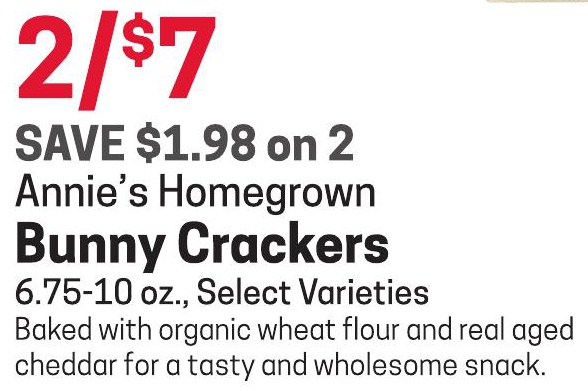 2/$7
SAVE $1.98 on 2
Annie's Homegrown
Bunny Crackers
6.75-10 oz., Select Varieties
Baked with organic wheat flour and real aged
cheddar for a tasty and wholesome snack.